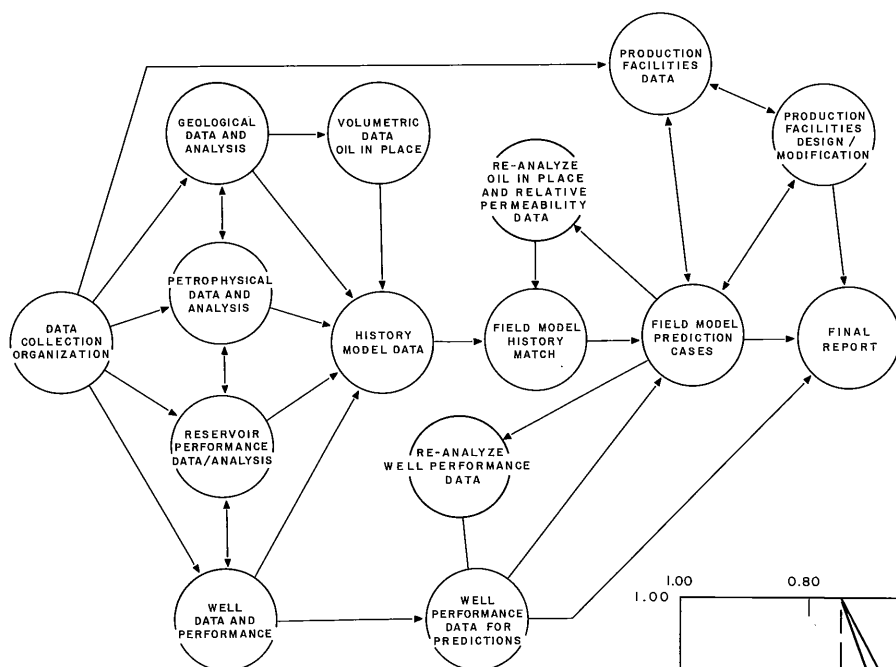 PRODUCTION
FACILITIES
DATA
GEOLOGICAL
DATA AND
ANALYSIS
VOLUMETRIC
DATA
OIL IN PLACE
PRODUCTION
FACILITIES
DESIGN /
MODIFICATION
RE-ANALYZE
OIL IN PLACE
AND RELATIVE
PERMEABILITY
DATA
PETROPHYSICAL
DATA AND
ANALYSIS
DATA
COLLECTION
ORGANIZATION
HISTORY
MODEL DATA
FIELD MODEL
HISTORY
MATCH
FIELD MODEL
PREDICTION
CASES
FINAL
REPORT
RESERVOIR
PERFORMANCE
DATA/ANALYSIS
RE-ANALYZE
WELL PERFORMANCE
DATA
WELL
DATA AND
PERFORMANCE
WELL
PERFORMANCE
DATA FOR
PREDICTIONS
1.00
0.80
1.00